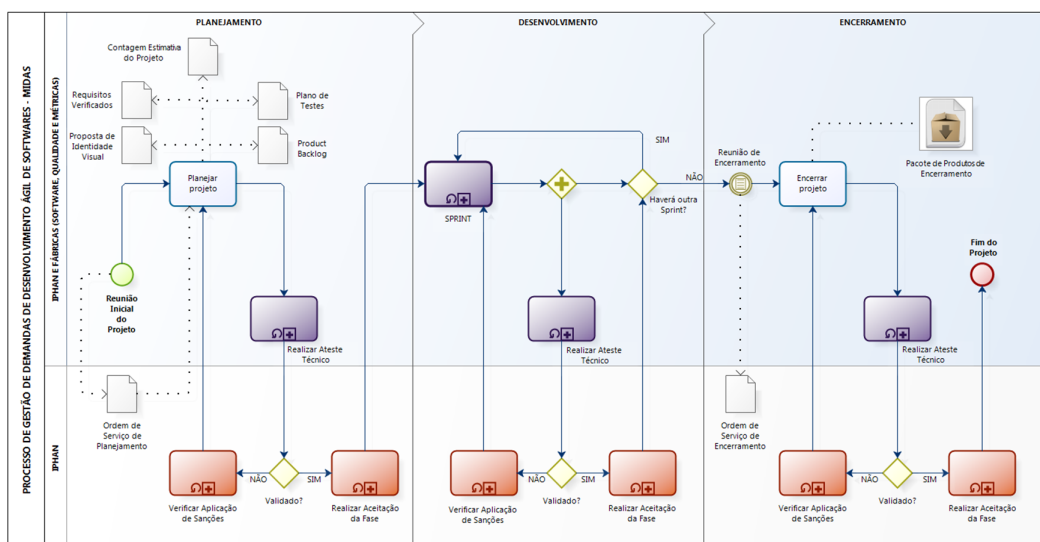 PROCESSO DE GESTÃO DE DEMANDAS DE DESENVOLVIMENTO ÁGIL DE SOFTWARES - MIDAS
IPHAN E FÁBRICAS (SOFTWARE, QUALIDADE E MÉTRICAS)
IPHAN
PLANEJAMENTO
DESENVOLVIMENTO
ENCERRAMENTO
Contagem Estimativa
do Projeto
Requisitos
Verificados
Plano de
Testes
Proposta de
Identidade
Visual
Product
Backlog
Planejar
projeto
Reunião
Inicial
do
Projeto
Realizar Ateste
Técnico
Ordem de
Serviço de
Planejamento
NÃO
SIM
Validado?
Verificar Aplicação
de Sanções
Realizar Aceitação
da Fase
SPRINT
SIM
NÃO
Haverá outra
Sprint?
Realizar Ateste
Técnico
NÃO
SIM
Validado?
Verificar Aplicação
de Sanções
Realizar Aceitação
da Fase
Reunião de
Encerramento
Encerrar
projeto
Pacote de Produtos de
Encerramento
Fim do
Projeto
Realizar Ateste
Técnico
Ordem de
Serviço de
Encerramento
NÃO
SIM
Validado?
Verificar Aplicação
de Sanções
Realizar Aceitação
da Fase